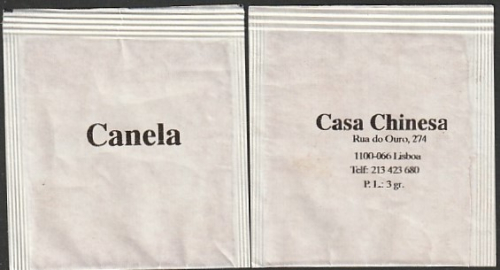 Canela
Casa Chinesa
Rua do Ouro, 274
1100-066 Lisboa
Telf: 213 423 680
P. L.: 3 gr.